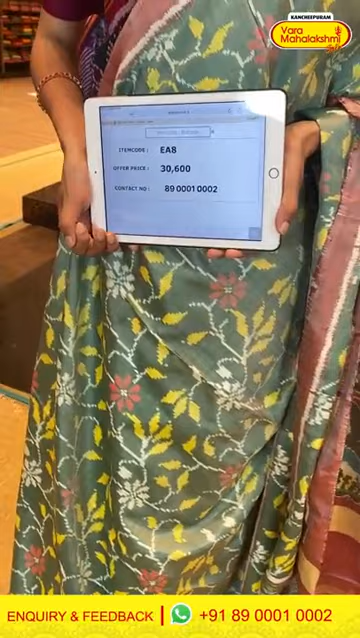 KANCHEEPURAM
Vara
Mahalakshmi
ITEMCODE : EA8
OFFER PRICE : 30,600
CONTACT NO : 89 0001 0002
ENQUIRY & FEEDBACK | +91 89 0001 0002